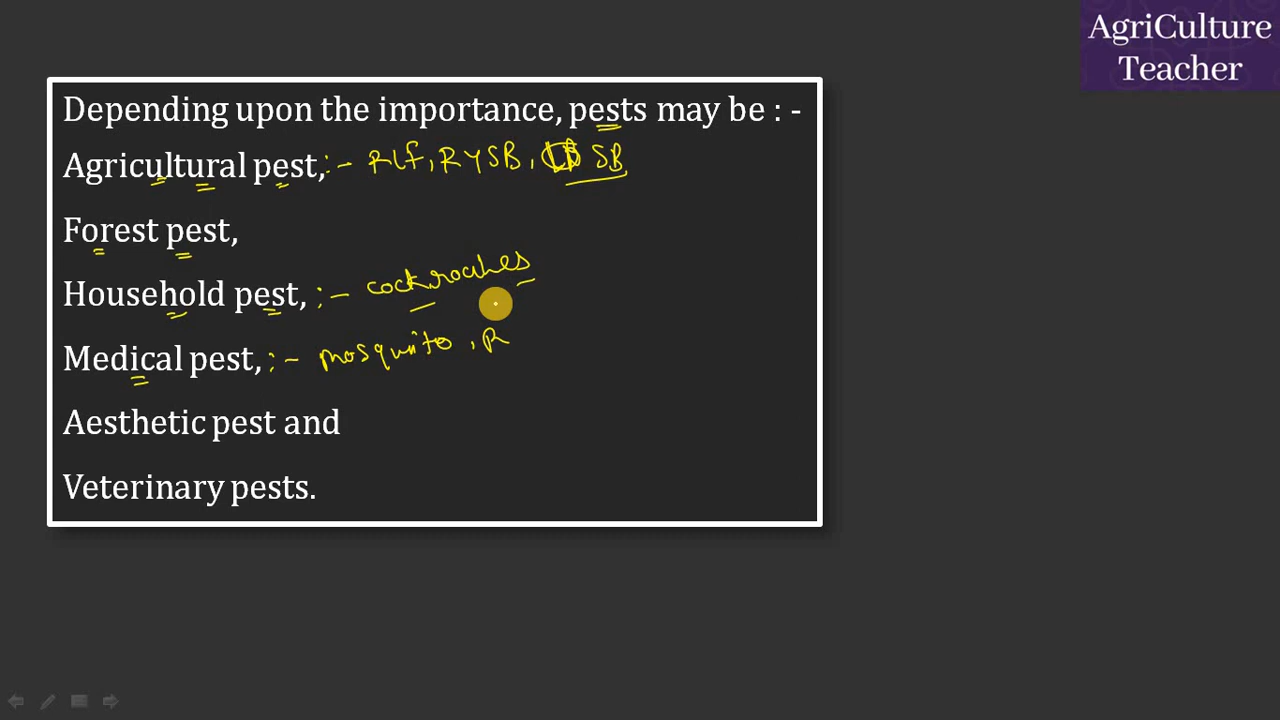 AgriCulture
Teacher
Depending upon the importance, pests may be : -
Agricultural pest, :- RLf, RYSB, SB
Forest pest,
Household pest, :- cockroaches
Medical pest, :- mosquito, R
Aesthetic pest and
Veterinary pests.